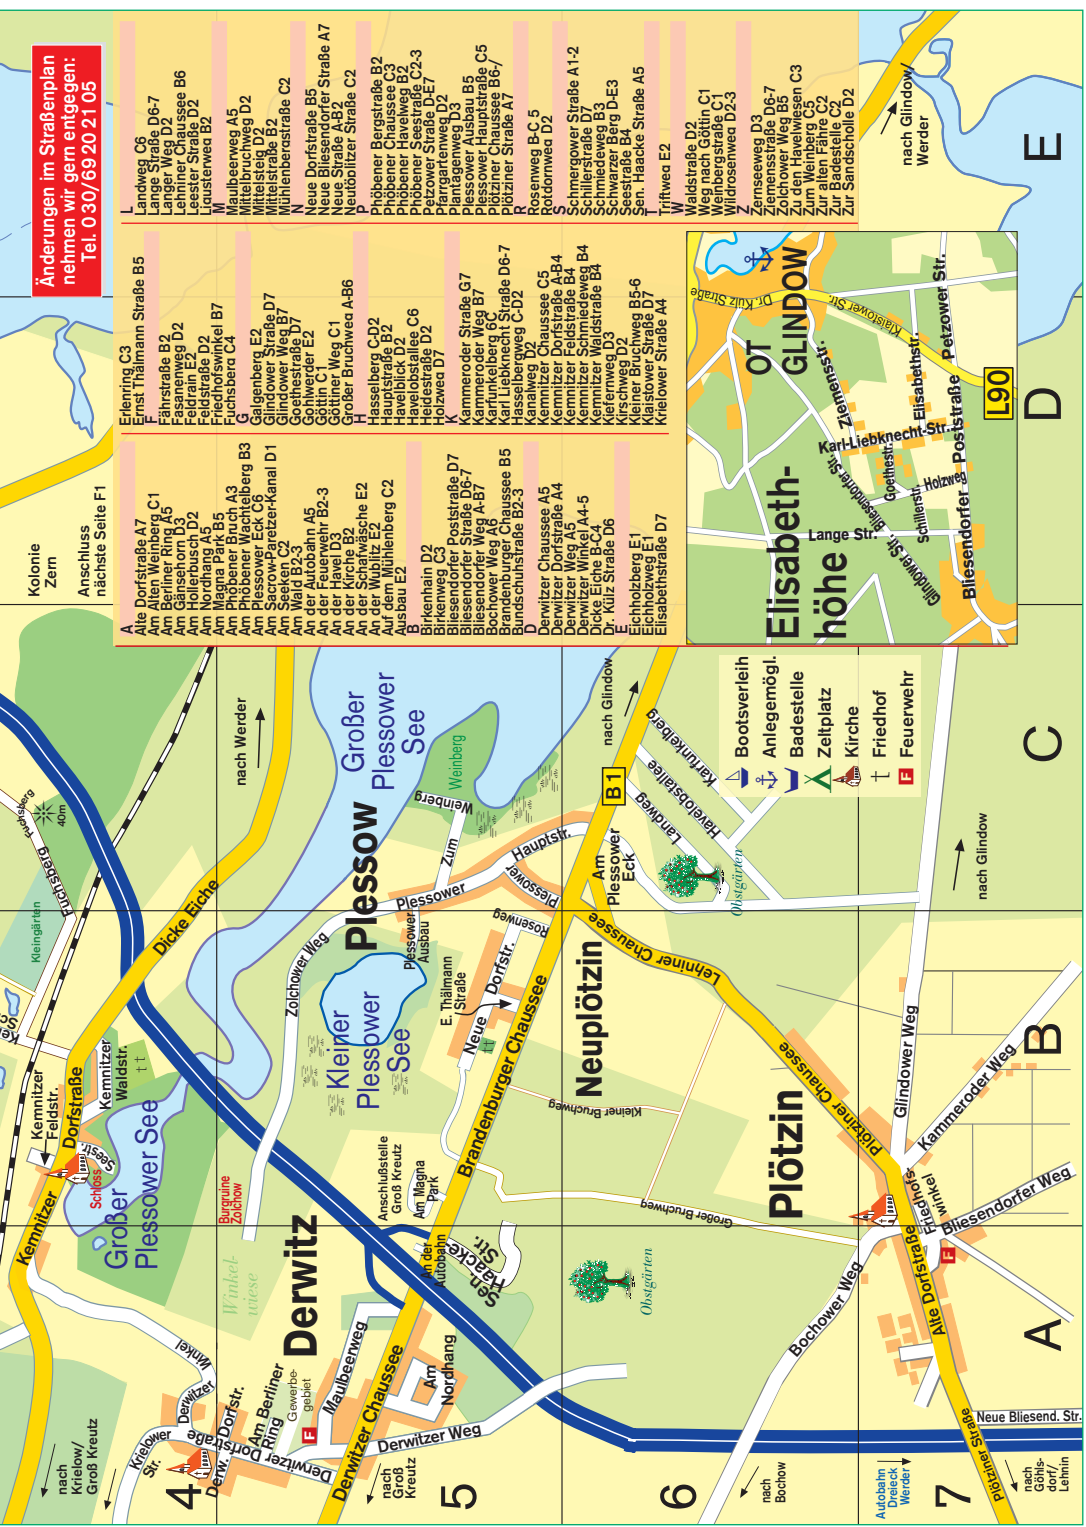 Änderungen im Straßenplan
nehmen wir gern entgegen:
Tel. 0 30/69 20 21 05
A
Alte Dorfstraße A7
Am Alten Weinberg C1
Berliner Ring A5
Am Gänsehorn D3
Am Hollerbusch D2
Am Nordhang A5
Am Magna Park B5
Am Phöbener Bruch A3
Am Phöbener Wachtelberg B3
Am Plessower Eck C6
Am Sacrow-Paretzer-Kanal D1
Am Seeken C2
Am Wald B2-3
An der Autobahn A5
An der Feuerwehr B2-3
An der Havel D3
An der Kirche B2
An der Schafwäsche E2
An der Wublitz E2
Auf dem Mühlenberg C2
Ausbau E2
B
Birkenhain D2
Birkenweg C3
Bliesendorfer Poststraße D7
Bliesendorfer Straße D6-7
Bliesendorfer Weg A-B7
Bochower Weg A6
Brandenburger Chaussee B5
Bundschuhstraße B2-3
D
Derwitzer Chaussee A5
Derwitzer Dorfstraße A4
Derwitzer Weg A5
Derwitzer Winkel A4-5
Dicke Eiche B-C4
Dr. Külz Straße D6
E
Eichholzberg E1
Eichholzweg E1
Elisabethstraße D7
Erlenring C3
Ernst Thälmann Straße B5
F
Fährstraße B2
Fasanenweg D2
Feldrain E2
Feldstraße D2
Friedhofswinkel B7
Fuchsberg C4
G
Galgenberg E2
Glindower Straße D7
Glindower Weg B7
Goethestraße D7
Gohlwerder E2
Göttin C1
Göttiner Weg C1
Großer Bruchweg A-B6
H
Hasselberg C-D2
Hauptstraße B2
Havelblick D2
Havelobstallee C6
Heidestraße D2
Holzweg D7
K
Kammeroder Straße G7
Kammeroder Weg B7
Karfunkelberg 6C
Karl Liebknecht Straße D6-7
Hasselbergweg C-D2
Kanalweg D2
Kemnitzer Chaussee C5
Kemnitzer Dorfstraße A-B4
Kemnitzer Feldstraße B4
Kemnitzer Schmiedeweg B4
Kemnitzer Waldstraße B4
Kiefernweg D3
Kirschweg D2
Kleiner Bruchweg B5-6
Klaistower Straße D7
Krielower Straße A4
L
Landweg C6
Lange Straße D6-7
Langer Weg D2
Lehniner Chaussee B6
Leester Straße D2
Ligusterweg B2
M
Maulberweg A5
Mittelbruchweg D2
Mittelsteig D2
Mittelstraße B2
Mühlenbergstraße C2
N
Neue Dorfstraße B5
Neue Bliesendorfer Straße A7
Neue Straße A-B2
Neutöplitzer Straße C2
P
Phöbener Bergstraße B2
Phöbener Chaussee C3
Phöbener Havelweg B2
Phöbener Seestraße C2-3
Petzower Straße D-E7
Pfarrgartenweg D2
Plantagenweg D3
Plessower Ausbau B5
Plessower Hauptstraße C5
Plötziner Chaussee B6-/
Plötziner Straße A7
R
Rosenweg B-C 5
Rotdornweg D2
S
Schmergower Straße A1-2
Schillerstraße D7
Schmiedeweg B3
Schwarzer Berg D-E3
Seestraße B4
Sen. Haacke Straße A5
T
Triftweg E2
W
Waldstraße D2
Weg nach Göttin C1
Weinbergstraße C1
Wildrosenweg D2-3
Z
Zernseeweg D3
Ziemensstraße D6-7
Zolchower Weg B5
Zu den Havelwiesen C3
Zum Weinberg C5
Zur alten Fähre C2
Zur Badestelle C2
Zur Sandscholle D2
Kolonie
Zern
Anschluss
nächste Seite F1
nach Glindow/
Werder
OT
GLINDOW
Dr. Külz Straße
Klaistower Str.
Ziemensstr.
Elisabethstr.
Karl-Liebknecht-Str.
Petzower Str.
Poststraße
Bliesendorfer
Bliesendorfer Str.
Goethestr.
Schillerstr.
Holzweg
Lange Str.
Glindower Str.
L90
Elisabeth-
höhe
A
B
C
D
E
4
5
6
7
Bootsverleih
Anlegemögl.
Badestelle
Zeltplatz
Kirche
Friedhof
F
Feuerwehr
Fuchsberg
40m
Fuchsberg
Kleingärten
Dicke Eiche
nach Werder
Großer
Plessower
See
Weinberg
Weinberg
Zum
Plessow
Plessower
Hauptstr.
Plessower
Plessower
Ausbau
Rosenweg
Zolchower Weg
Kleiner
Plessower
See
E. Thälmann
Straße
Neue
Dorfstr.
Brandenburger Chaussee
B 1
nach Glindow
Am
Plessower
Eck
Landweg
Havelobstallee
Karfunkelberg
Obstgärten
Lehniner Chaussee
Neuplötzin
Kleiner Bruchweg
Großer Bruchweg
nach Glindow
Glindower Weg
Kammeroder Weg
Plötziner Chaussee
Plötzin
Friedhofs-
winkel
Bliesendorfer Weg
Alte Dorfstraße
F
Bochower Weg
Neue Bliesend. Str.
Plötziner Straße
nach
Göhls-
dorf/
Lehnin
Autobahn
Dreieck
Werder
nach
Bochow
Obstgärten
Kemnitzer
Feldstr.
Kemnitzer
Dorfstraße
Kemnitzer
Waldstr.
Seestr.
Schloss
Großer
Plessower See
Burgruine
Zolchow
Winkel-
wiese
Anschlußstelle
Groß Kreutz
Am Magna
Park
An der
Autobahn
Sen.
Haacke-
Str.
Derwitz
Maulbeerweg
Gewerbe-
gebiet
F
Am Berliner
Ring
Am
Nordhang
Derwitzer Chaussee
Derwitzer Weg
Derwitzer
Dorfstraße
Derw.
Dorfstr.
Derwitzer
Winkel
Krielower
Str.
nach
Krielow/
Groß Kreutz
nach
Groß
Kreutz